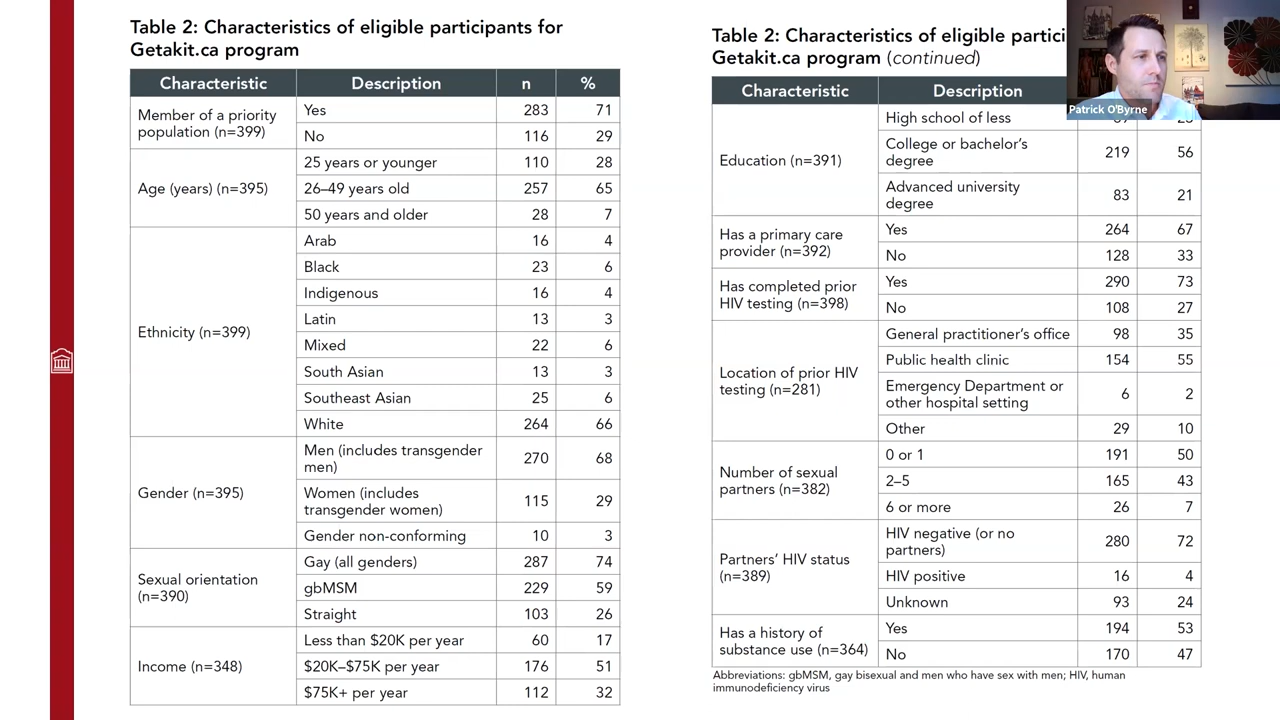 Table 2: Characteristics of eligible participants for
Getakit.ca program
Characteristic Description n %
Member of a priority
population (n=399)
Yes 283 71
No 116 29
Age (years) (n=395)
25 years or younger 110 28
26–49 years old 257 65
50 years and older 28 7
Ethnicity (n=399)
Arab 16 4
Black 23 6
Indigenous 16 4
Latin 13 3
Mixed 22 6
South Asian 13 3
Southeast Asian 25 6
White 264 66
Gender (n=395)
Men (includes transgender
men) 270 68
Women (includes
transgender women) 115 29
Gender non-conforming 10 3
Sexual orientation
(n=390)
Gay (all genders) 287 74
gbMSM 229 59
Straight 103 26
Income (n=348)
Less than $20K per year 60 17
$20K–$75K per year 176 51
$75K+ per year 112 32
Table 2: Characteristics of eligible partici
Getakit.ca program (continued)
Characteristic Description
Education (n=391)
High school of less
College or bachelor's
degree 219 56
Advanced university
degree 83 21
Has a primary care
provider (n=392)
Yes 264 67
No 128 33
Has completed prior
HIV testing (n=398)
Yes 290 73
No 108 27
Location of prior HIV
testing (n=281)
General practitioner's office 98 35
Public health clinic 154 55
Emergency Department or
other hospital setting 6 2
Other 29 10
Number of sexual
partners (n=382)
0 or 1 191 50
2–5 165 43
6 or more 26 7
Partners' HIV status
(n=389)
HIV negative (or no
partners) 280 72
HIV positive 16 4
Unknown 93 24
Has a history of
substance use (n=364)
Yes 194 53
No 170 47
Abbreviations: gbMSM, gay bisexual and men who have sex with men; HIV, human
immunodeficiency virus
Patrick O'Byrne